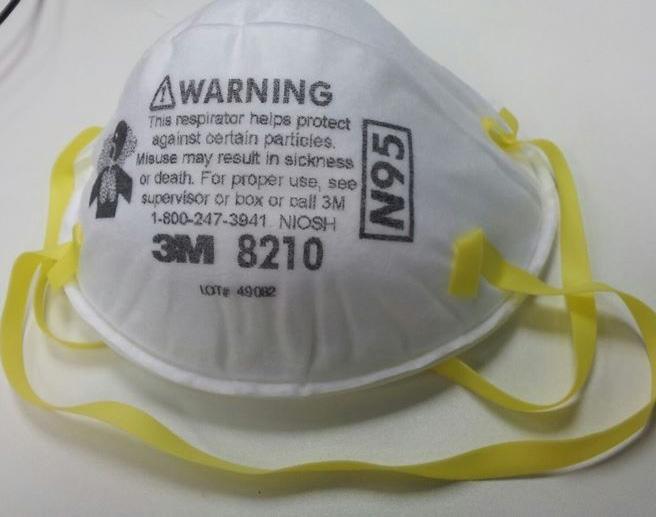 WARNING
This respirator helps protect
against certain particles.
Misuse may result in sickness
or death. For proper use, see
supervisor or box or call 3M
1-800-247-3941. NIOSH
3M 8210
LOT# 49082
N95